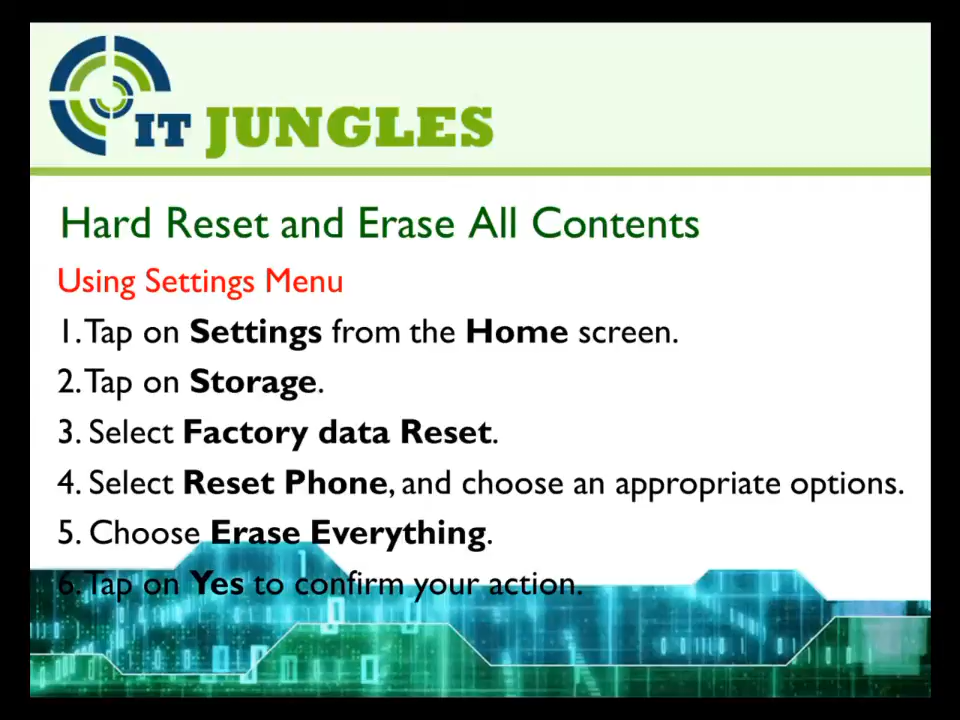 IT JUNGLES
Hard Reset and Erase All Contents
Using Settings Menu
1. Tap on Settings from the Home screen.
2. Tap on Storage.
3. Select Factory data Reset.
4. Select Reset Phone, and choose an appropriate options.
5. Choose Erase Everything.
6. Tap on Yes to confirm your action.